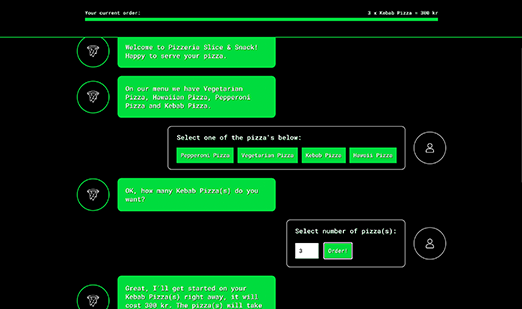 Your current order:
3 x Kebab Pizza = 300 kr
Welcome to Pizzeria Slice & Snack!
Happy to serve your pizza.
On our menu we have Vegetarian
Pizza, Hawaiian Pizza, Pepperoni
Pizza and Kebab Pizza.
Select one of the pizza's below:
Pepperoni Pizza Vegetarian Pizza Kebab Pizza Hawaii Pizza
OK, how many Kebab Pizza(s) do you
want?
Select number of pizza(s):
3 Order!
Great, I'll get started on your
Kebab Pizza(s) right away, it will
cost 300 kr. The pizza(s) will take